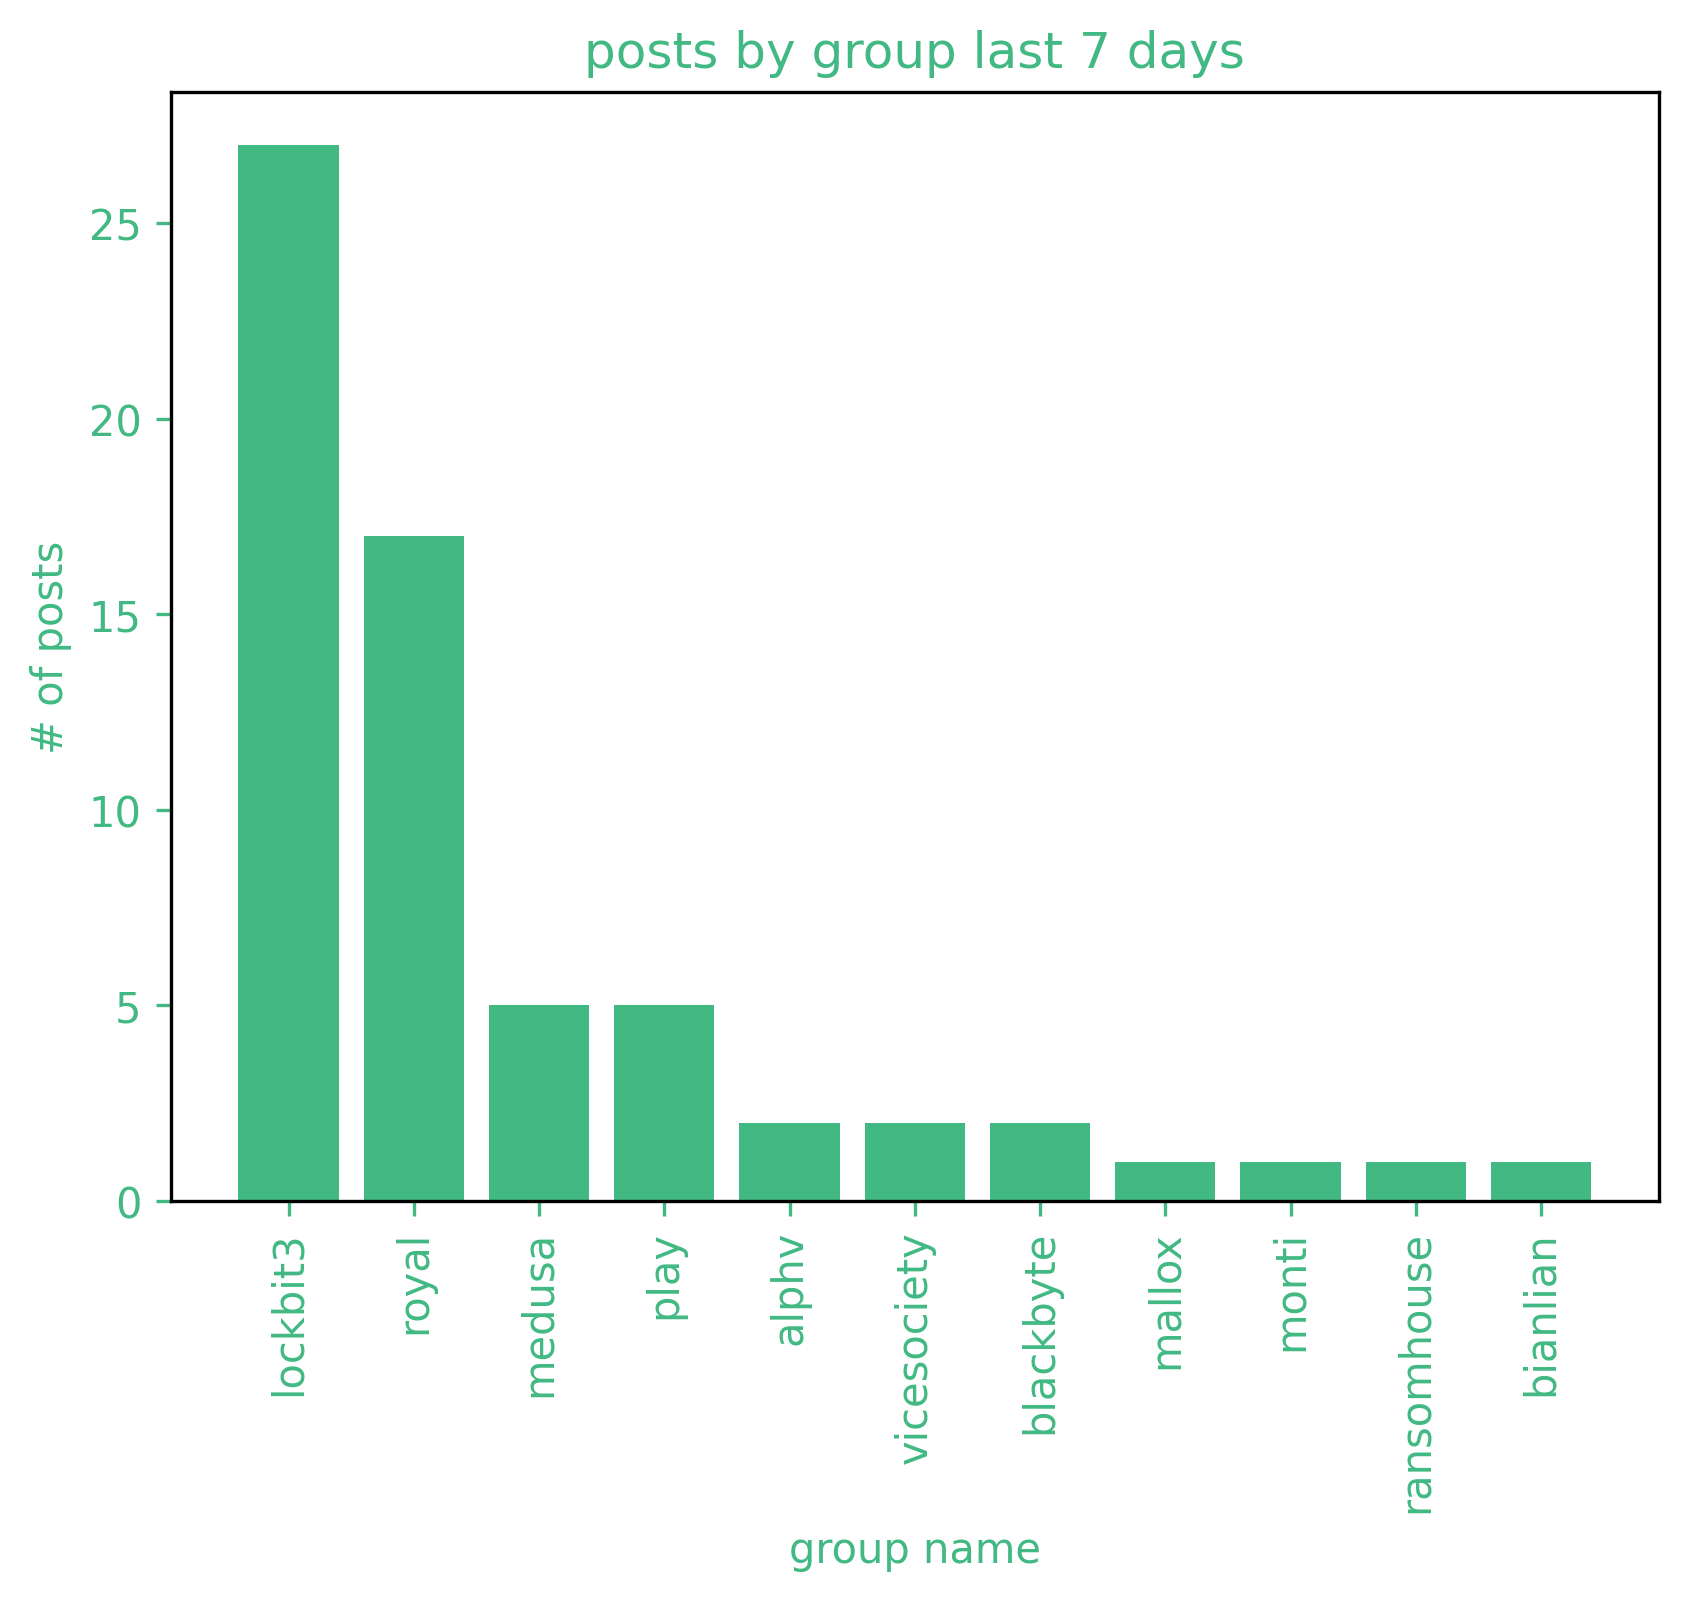 posts by group last 7 days
# of posts
25
20
15
10
5
0
lockbit3
royal
medusa
play
alphv
vicesociety
blackbyte
mallox
monti
ransomhouse
bianlian
group name